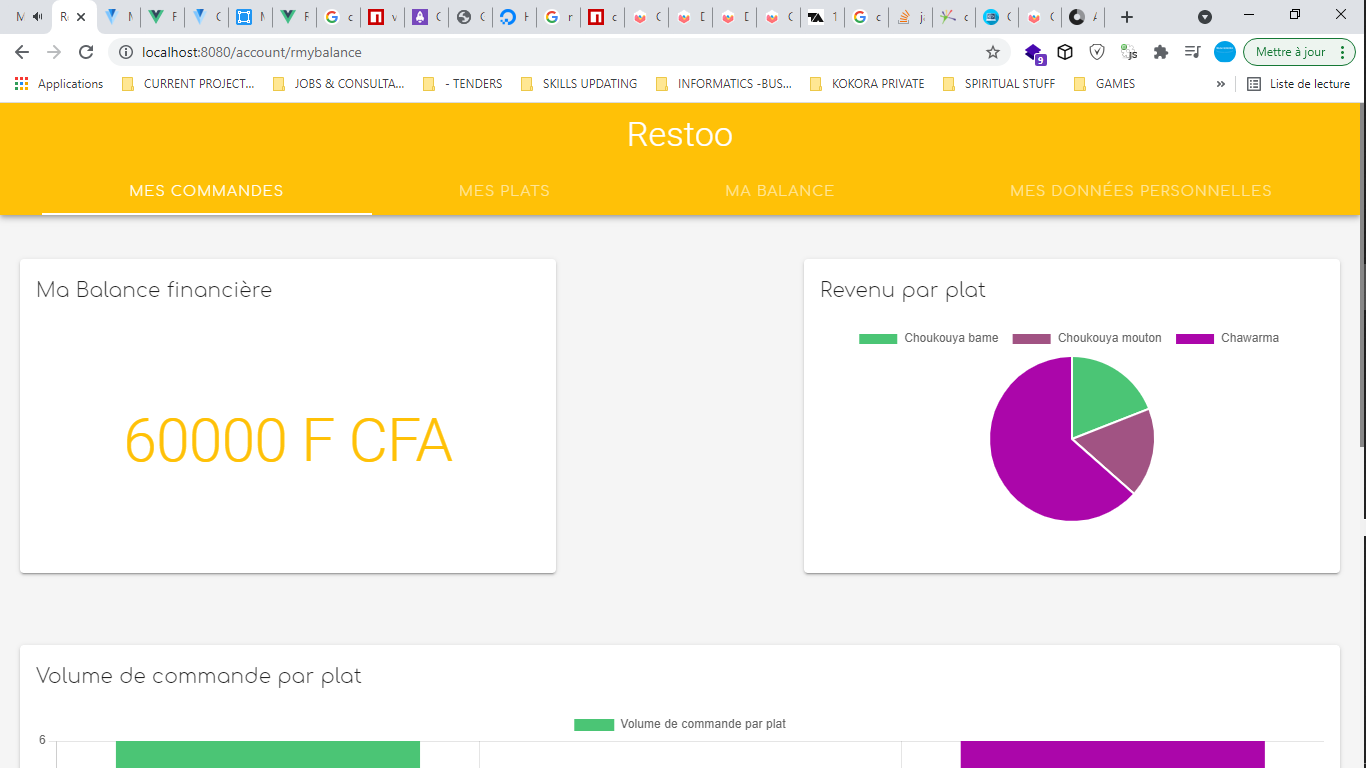 localhost:8080/account/rmybalance
9
js
Mettre à jour
Applications
CURRENT PROJECT...
JOBS & CONSULTA...
- TENDERS
SKILLS UPDATING
INFORMATICS -BUS...
KOKORA PRIVATE
SPIRITUAL STUFF
GAMES
»
Liste de lecture
Restoo
MES COMMANDES
MES PLATS
MA BALANCE
MES DONNÉES PERSONNELLES
Ma Balance financière
60000 F CFA
Revenu par plat
Choukouya bame
Choukouya mouton
Chawarma
Volume de commande par plat
Volume de commande par plat
6